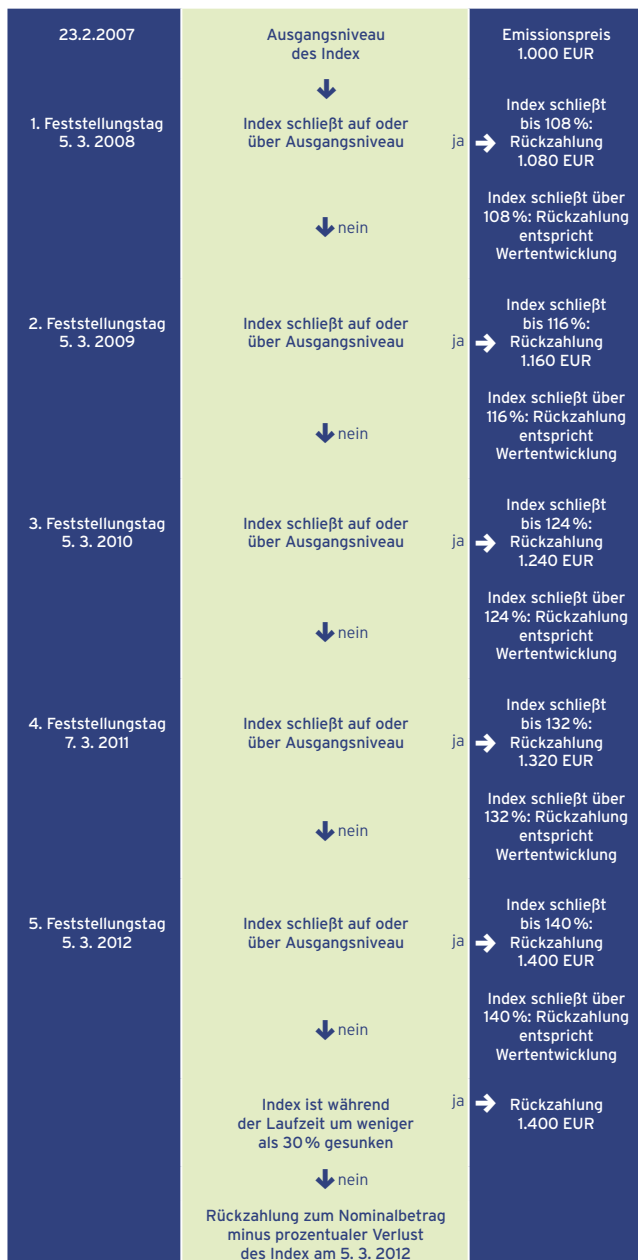 23.2.2007
Ausgangsniveau
des Index
Emissionspreis
1.000 EUR
1. Feststellungstag
5. 3. 2008
Index schließt auf oder
über Ausgangsniveau
ja
Index schließt
bis 108 %:
Rückzahlung
1.080 EUR
nein
Index schließt über
108 %: Rückzahlung
entspricht
Wertentwicklung
2. Feststellungstag
5. 3. 2009
Index schließt auf oder
über Ausgangsniveau
ja
Index schließt
bis 116 %:
Rückzahlung
1.160 EUR
nein
Index schließt über
116 %: Rückzahlung
entspricht
Wertentwicklung
3. Feststellungstag
5. 3. 2010
Index schließt auf oder
über Ausgangsniveau
ja
Index schließt
bis 124 %:
Rückzahlung
1.240 EUR
nein
Index schließt über
124 %: Rückzahlung
entspricht
Wertentwicklung
4. Feststellungstag
7. 3. 2011
Index schließt auf oder
über Ausgangsniveau
ja
Index schließt
bis 132 %:
Rückzahlung
1.320 EUR
nein
Index schließt über
132 %: Rückzahlung
entspricht
Wertentwicklung
5. Feststellungstag
5. 3. 2012
Index schließt auf oder
über Ausgangsniveau
ja
Index schließt
bis 140 %:
Rückzahlung
1.400 EUR
nein
Index schließt über
140 %: Rückzahlung
entspricht
Wertentwicklung
Index ist während
der Laufzeit um weniger
als 30 % gesunken
ja
Rückzahlung
1.400 EUR
nein
Rückzahlung zum Nominalbetrag
minus prozentualer Verlust
des Index am 5. 3. 2012